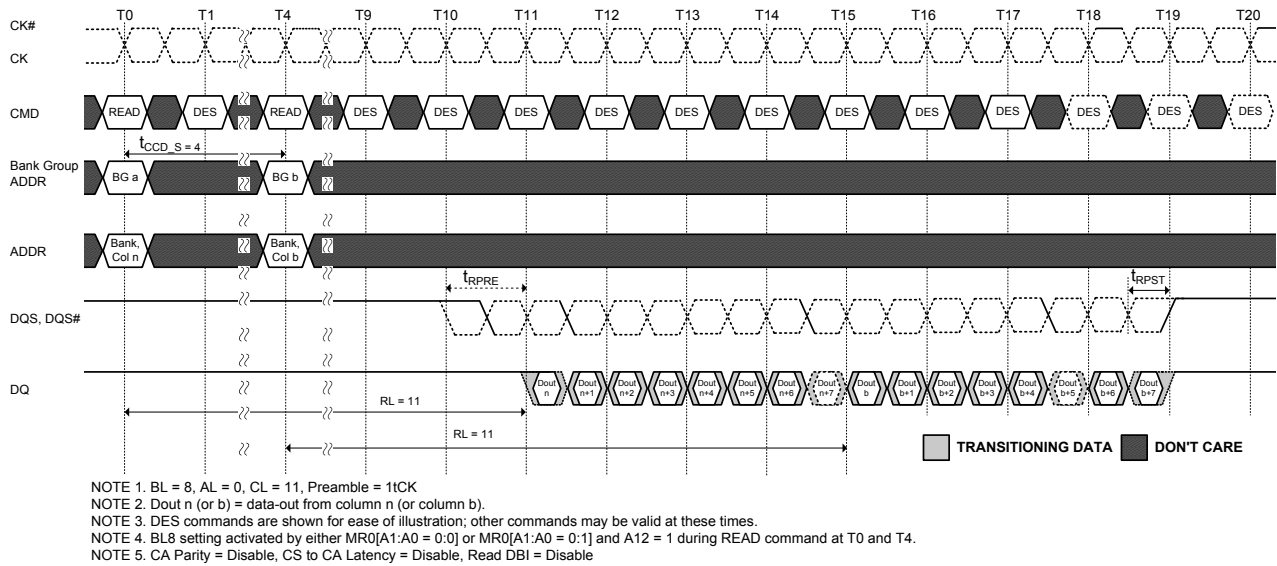 T0 T1 T4 T9 T10 T11 T12 T13 T14 T15 T16 T17 T18 T19 T20
CK#
CK
CMD
READ DES READ DES DES DES DES DES DES DES DES DES DES DES DES
tCCD_S = 4
Bank Group
ADDR
BG a BG b
ADDR
Bank, Col n
Bank, Col b
tRPRE
tRPST
DQS, DQS#
DQ
Dout n
Dout n+1
Dout n+2
Dout n+3
Dout n+4
Dout n+5
Dout n+6
Dout n+7
Dout b
Dout b+1
Dout b+2
Dout b+3
Dout b+4
Dout b+5
Dout b+6
Dout b+7
RL = 11
RL = 11
TRANSITIONING DATA DON'T CARE
NOTE 1. BL = 8, AL = 0, CL = 11, Preamble = 1tCK
NOTE 2. Dout n (or b) = data-out from column n (or column b).
NOTE 3. DES commands are shown for ease of illustration; other commands may be valid at these times.
NOTE 4. BL8 setting activated by either MR0[A1:A0 = 0:0] or MR0[A1:A0 = 0:1] and A12 = 1 during READ command at T0 and T4.
NOTE 5. CA Parity = Disable, CS to CA Latency = Disable, Read DBI = Disable